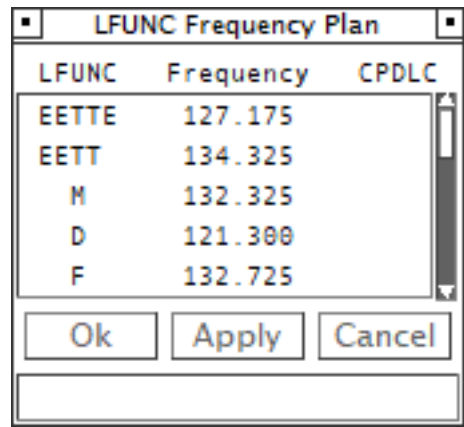 LFUNC Frequency Plan
LFUNC Frequency CPDLC
EETTE 127.175
EETT 134.325
M 132.325
D 121.300
F 132.725
Ok Apply Cancel